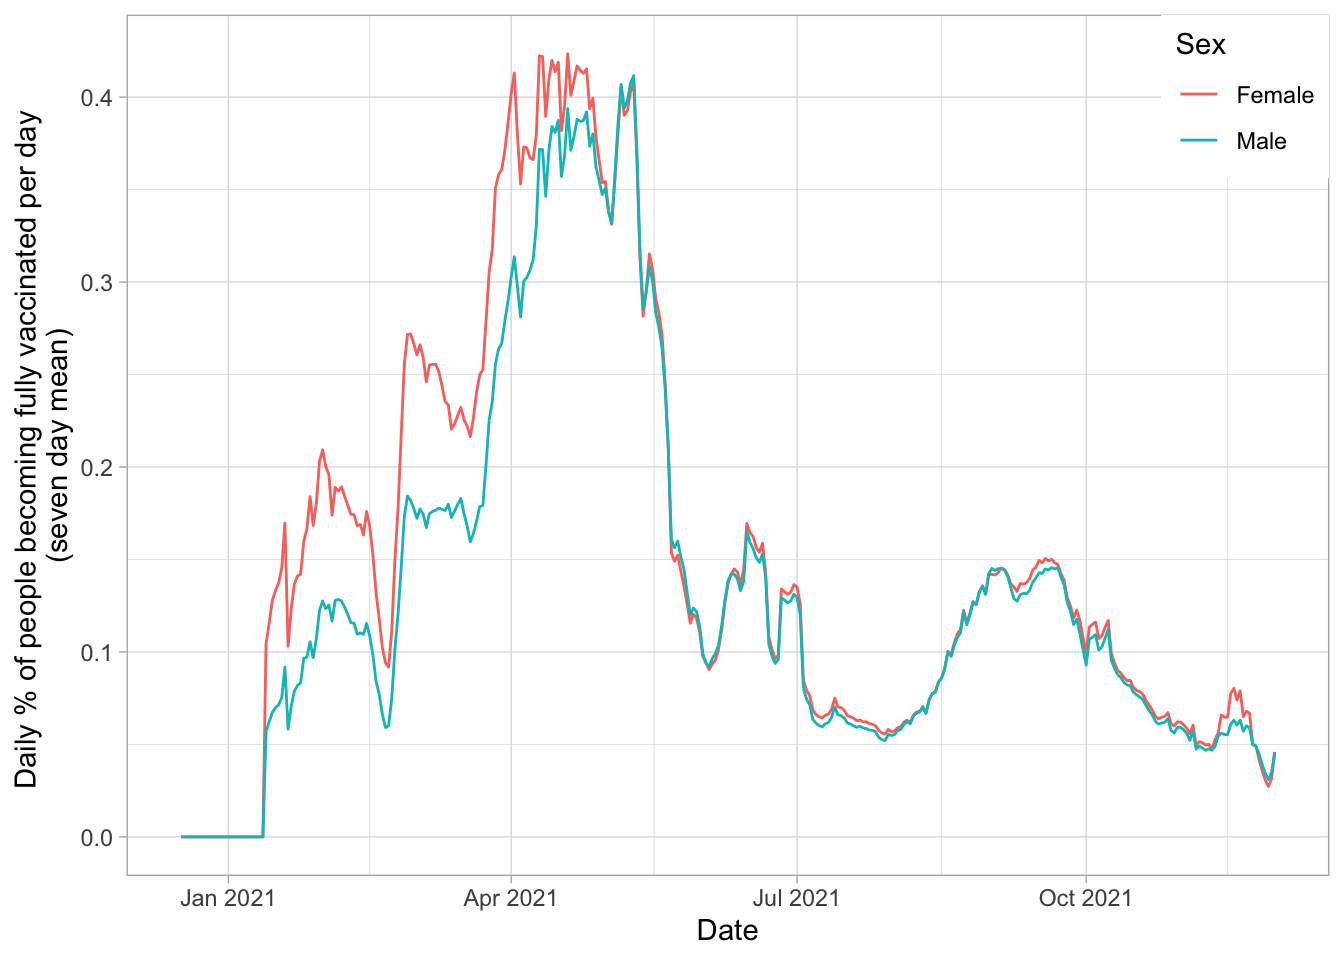 Daily % of people becoming fully vaccinated per day
(seven day mean)
0.4
0.3
0.2
0.1
0.0
Jan 2021
Apr 2021
Jul 2021
Oct 2021
Date
Sex
Female
Male